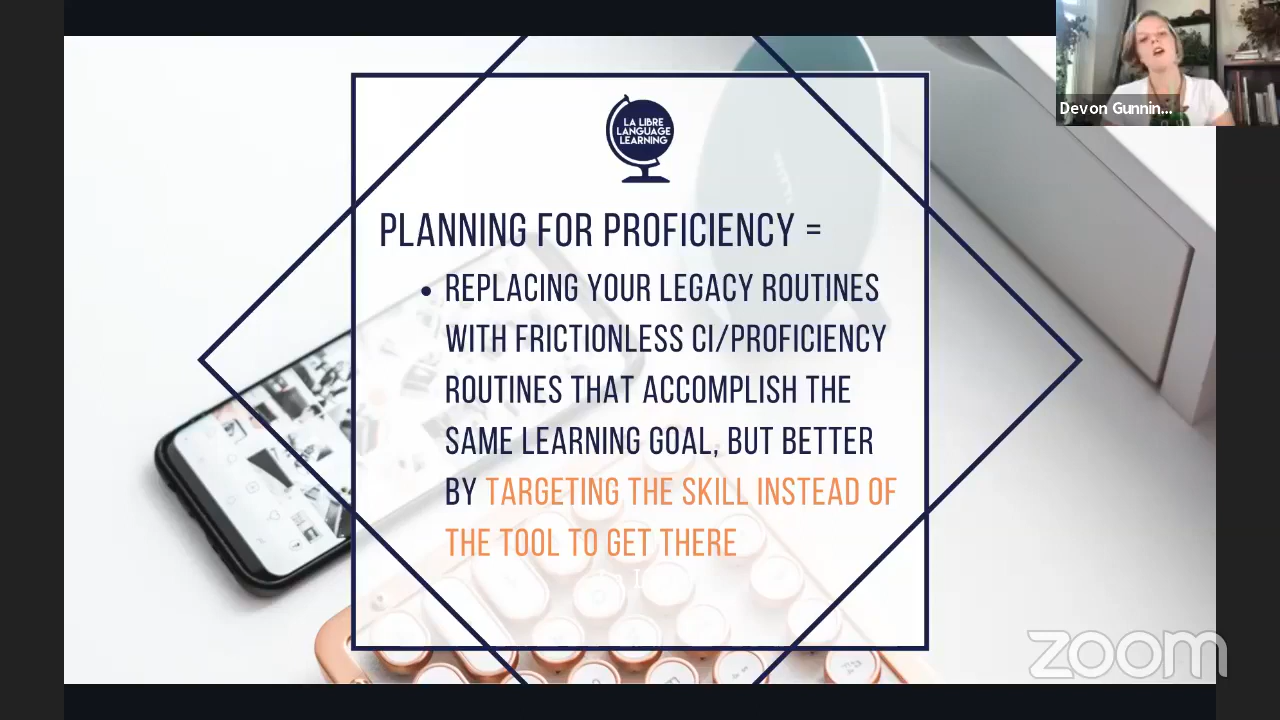 Devon Gunnin...
LA LIBRE
LANGUAGE
LEARNING
PLANNING FOR PROFICIENCY =
• REPLACING YOUR LEGACY ROUTINES
WITH FRICTIONLESS CI/PROFICIENCY
ROUTINES THAT ACCOMPLISH THE
SAME LEARNING GOAL, BUT BETTER
BY TARGETING THE SKILL INSTEAD OF
THE TOOL TO GET THERE
zoom